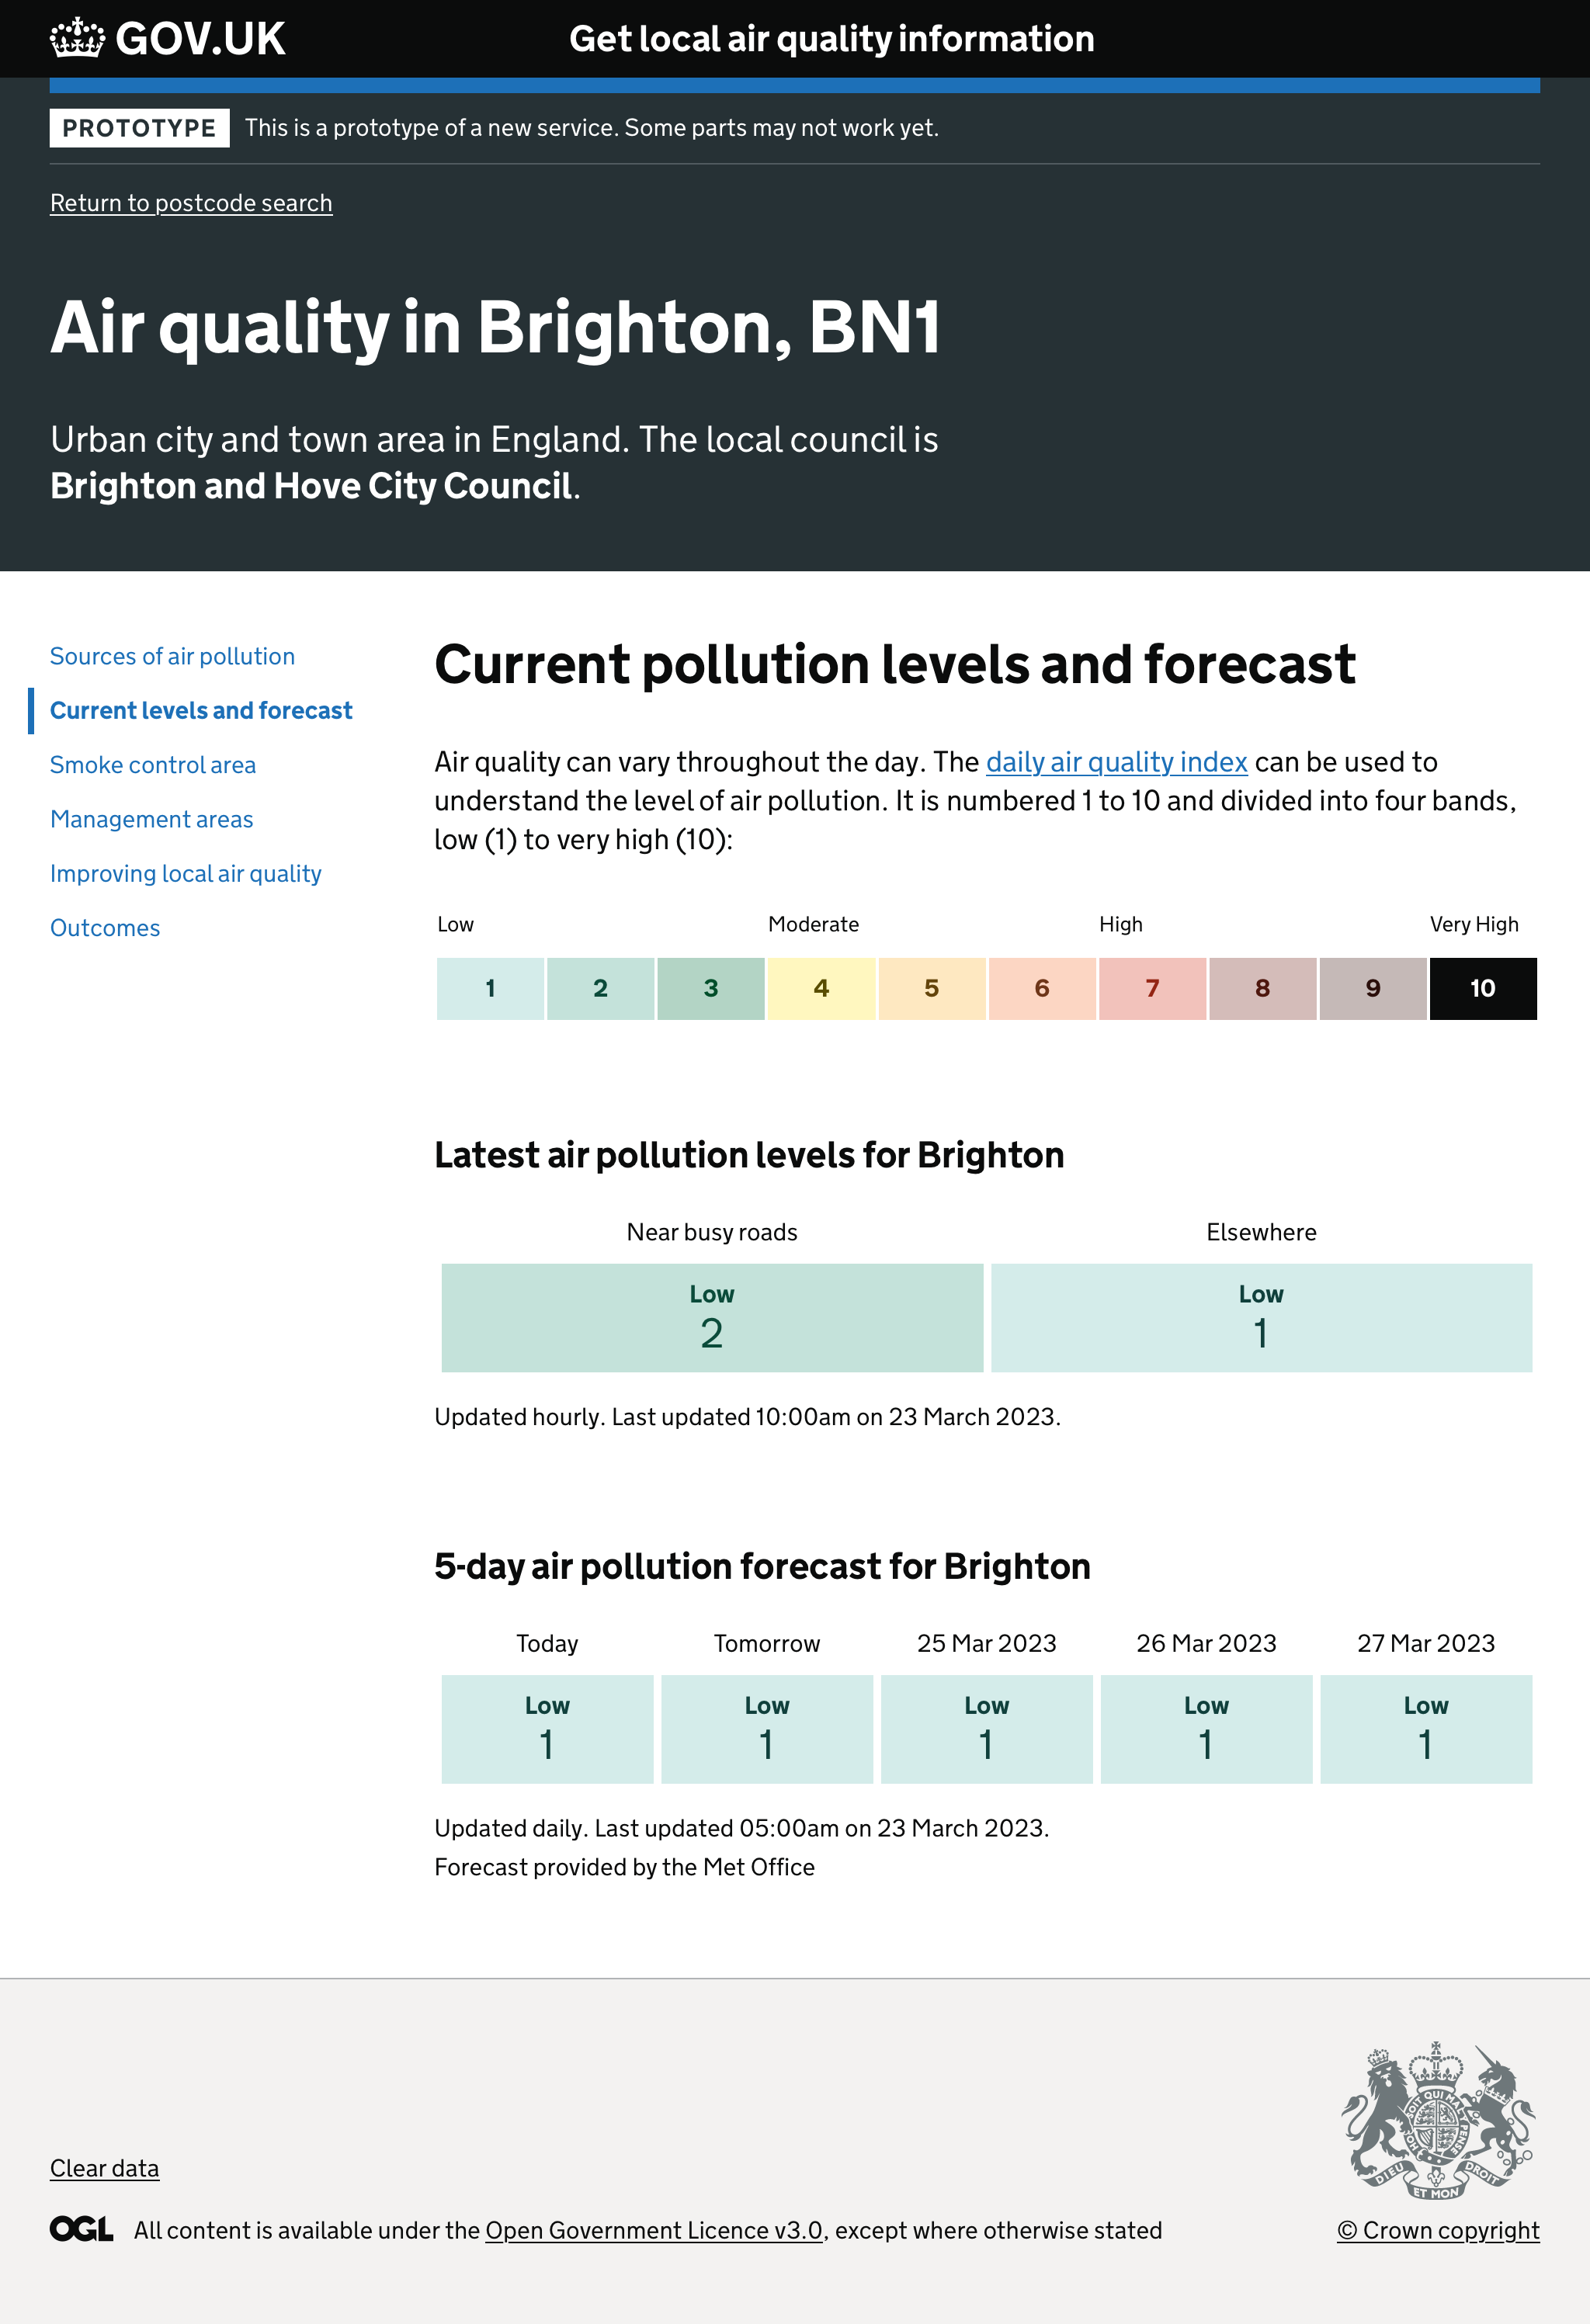 GOV.UK
Get local air quality information
PROTOTYPE This is a prototype of a new service. Some parts may not work yet.
Return to postcode search
Air quality in Brighton, BN1
Urban city and town area in England. The local council is
Brighton and Hove City Council.
Sources of air pollution
Current levels and forecast
Smoke control area
Management areas
Improving local air quality
Outcomes
Current pollution levels and forecast
Air quality can vary throughout the day. The daily air quality index can be used to
understand the level of air pollution. It is numbered 1 to 10 and divided into four bands,
low (1) to very high (10):
Low Moderate High Very High
1 2 3 4 5 6 7 8 9 10
Latest air pollution levels for Brighton
Near busy roads Elsewhere
Low Low
2 1
Updated hourly. Last updated 10:00am on 23 March 2023.
5-day air pollution forecast for Brighton
Today Tomorrow 25 Mar 2023 26 Mar 2023 27 Mar 2023
Low Low Low Low Low
1 1 1 1 1
Updated daily. Last updated 05:00am on 23 March 2023.
Forecast provided by the Met Office
DIEU ET MON DROIT
Clear data
OGL All content is available under the Open Government Licence v3.0, except where otherwise stated
© Crown copyright